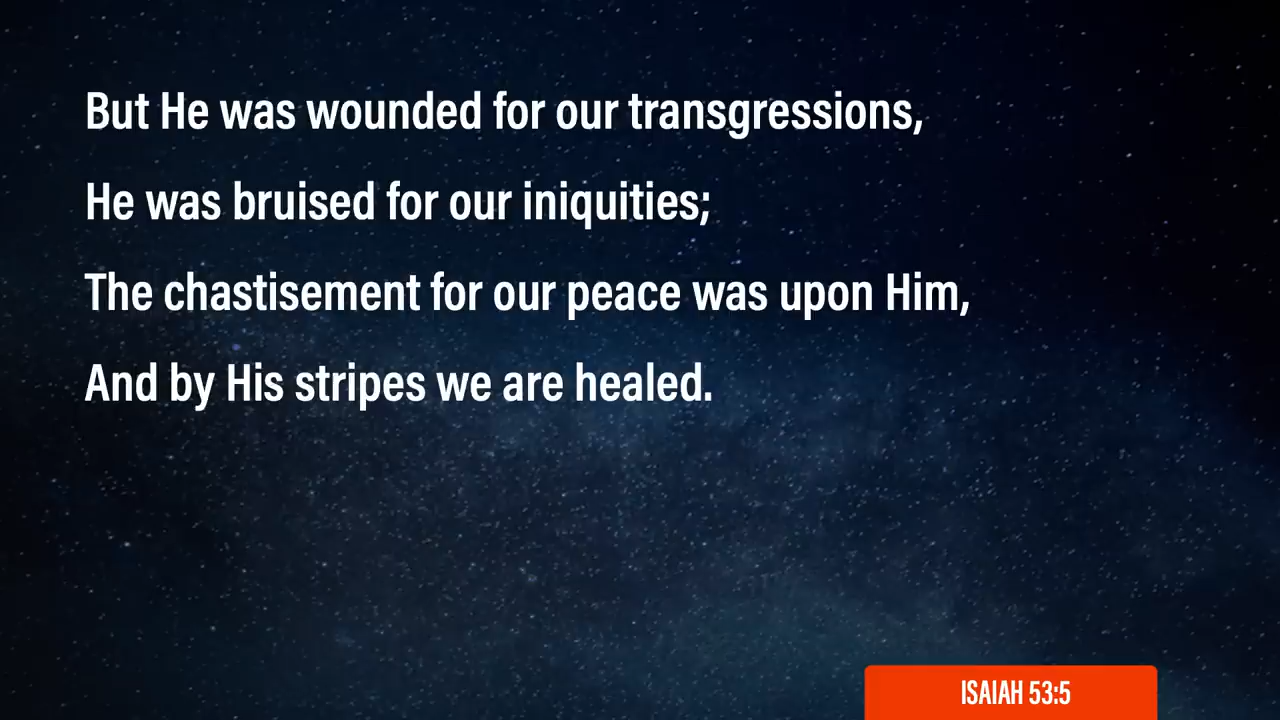 But He was wounded for our transgressions,
He was bruised for our iniquities;
The chastisement for our peace was upon Him,
And by His stripes we are healed.
ISAIAH 53:5